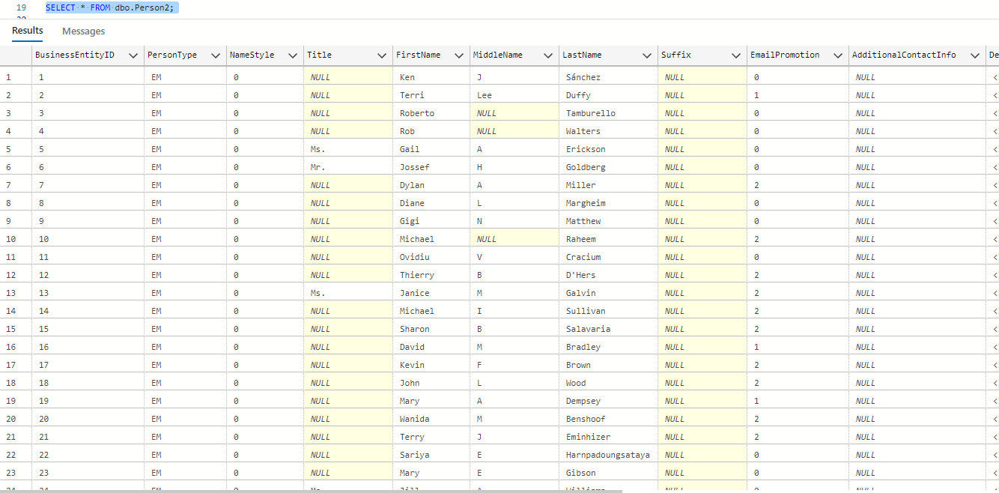 19 SELECT * FROM dbo.Person2;
Results Messages
BusinessEntityID PersonType NameStyle Title FirstName MiddleName LastName Suffix EmailPromotion AdditionalContactInfo De
1 1 EM 0 NULL Ken J Sánchez NULL 0 NULL <
2 2 EM 0 NULL Terri Lee Duffy NULL 1 NULL <
3 3 EM 0 NULL Roberto NULL Tamburello NULL 0 NULL <
4 4 EM 0 NULL Rob NULL Walters NULL 0 NULL <
5 5 EM 0 Ms. Gail A Erickson NULL 0 NULL <
6 6 EM 0 Mr. Jossef H Goldberg NULL 0 NULL <
7 7 EM 0 NULL Dylan A Miller NULL 2 NULL <
8 8 EM 0 NULL Diane L Margheim NULL 0 NULL <
9 9 EM 0 NULL Gigi N Matthew NULL 0 NULL <
10 10 EM 0 NULL Michael NULL Raheem NULL 2 NULL <
11 11 EM 0 NULL Ovidiu V Cracium NULL 0 NULL <
12 12 EM 0 NULL Thierry B D'Hers NULL 2 NULL <
13 13 EM 0 Ms. Janice M Galvin NULL 2 NULL <
14 14 EM 0 NULL Michael I Sullivan NULL 2 NULL <
15 15 EM 0 NULL Sharon B Salavaria NULL 2 NULL <
16 16 EM 0 NULL David M Bradley NULL 1 NULL <
17 17 EM 0 NULL Kevin F Brown NULL 2 NULL <
18 18 EM 0 NULL John L Wood NULL 2 NULL <
19 19 EM 0 NULL Mary A Dempsey NULL 1 NULL <
20 20 EM 0 NULL Wanida M Benshoof NULL 2 NULL <
21 21 EM 0 NULL Terry J Eminhizer NULL 2 NULL <
22 22 EM 0 NULL Sariya E Harnpadoungsataya NULL 0 NULL <
23 23 EM 0 NULL Mary E Gibson NULL 0 NULL <